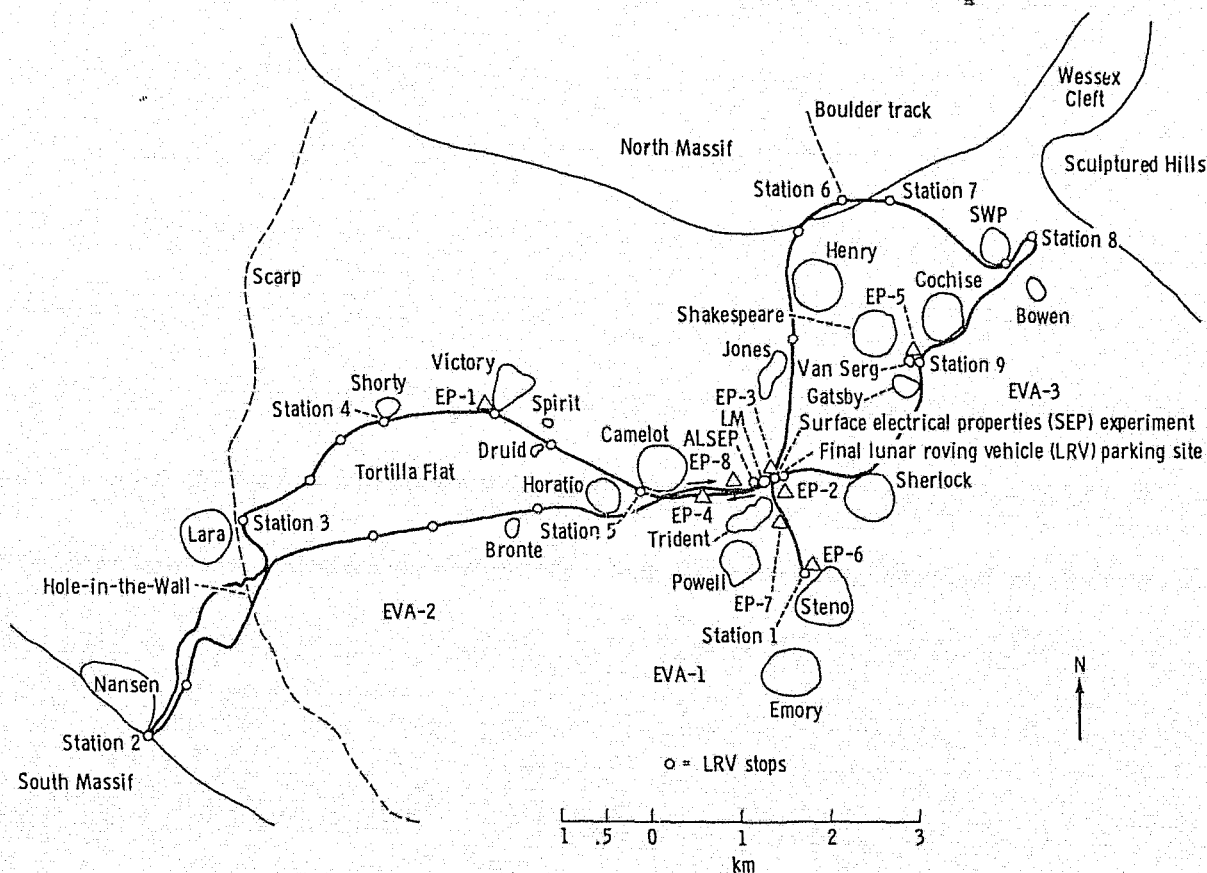 Wessex
Cleft
Boulder track
North Massif
Sculptured Hills
Station 6
Station 7
SWP
Station 8
Scarp
Henry
Cochise
EP-5
Bowen
Shakespeare
Jones
Victory
Van Serg
Station 9
Shorty
EP-1
Gatsby
EVA-3
Station 4
Spirit
EP-3
LM
Surface electrical properties (SEP) experiment
Camelot
ALSEP
Final lunar roving vehicle (LRV) parking site
Druid
EP-8
Tortilla Flat
Horatio
EP-2
Sherlock
Station 3
Station 5
EP-4
Lara
Bronte
Trident
EP-6
Hole-in-the-Wall
Powell
EP-7
Steno
EVA-2
Station 1
EVA-1
N
Nansen
Emory
Station 2
o = LRV stops
South Massif
1 .5 0 1 2 3
km